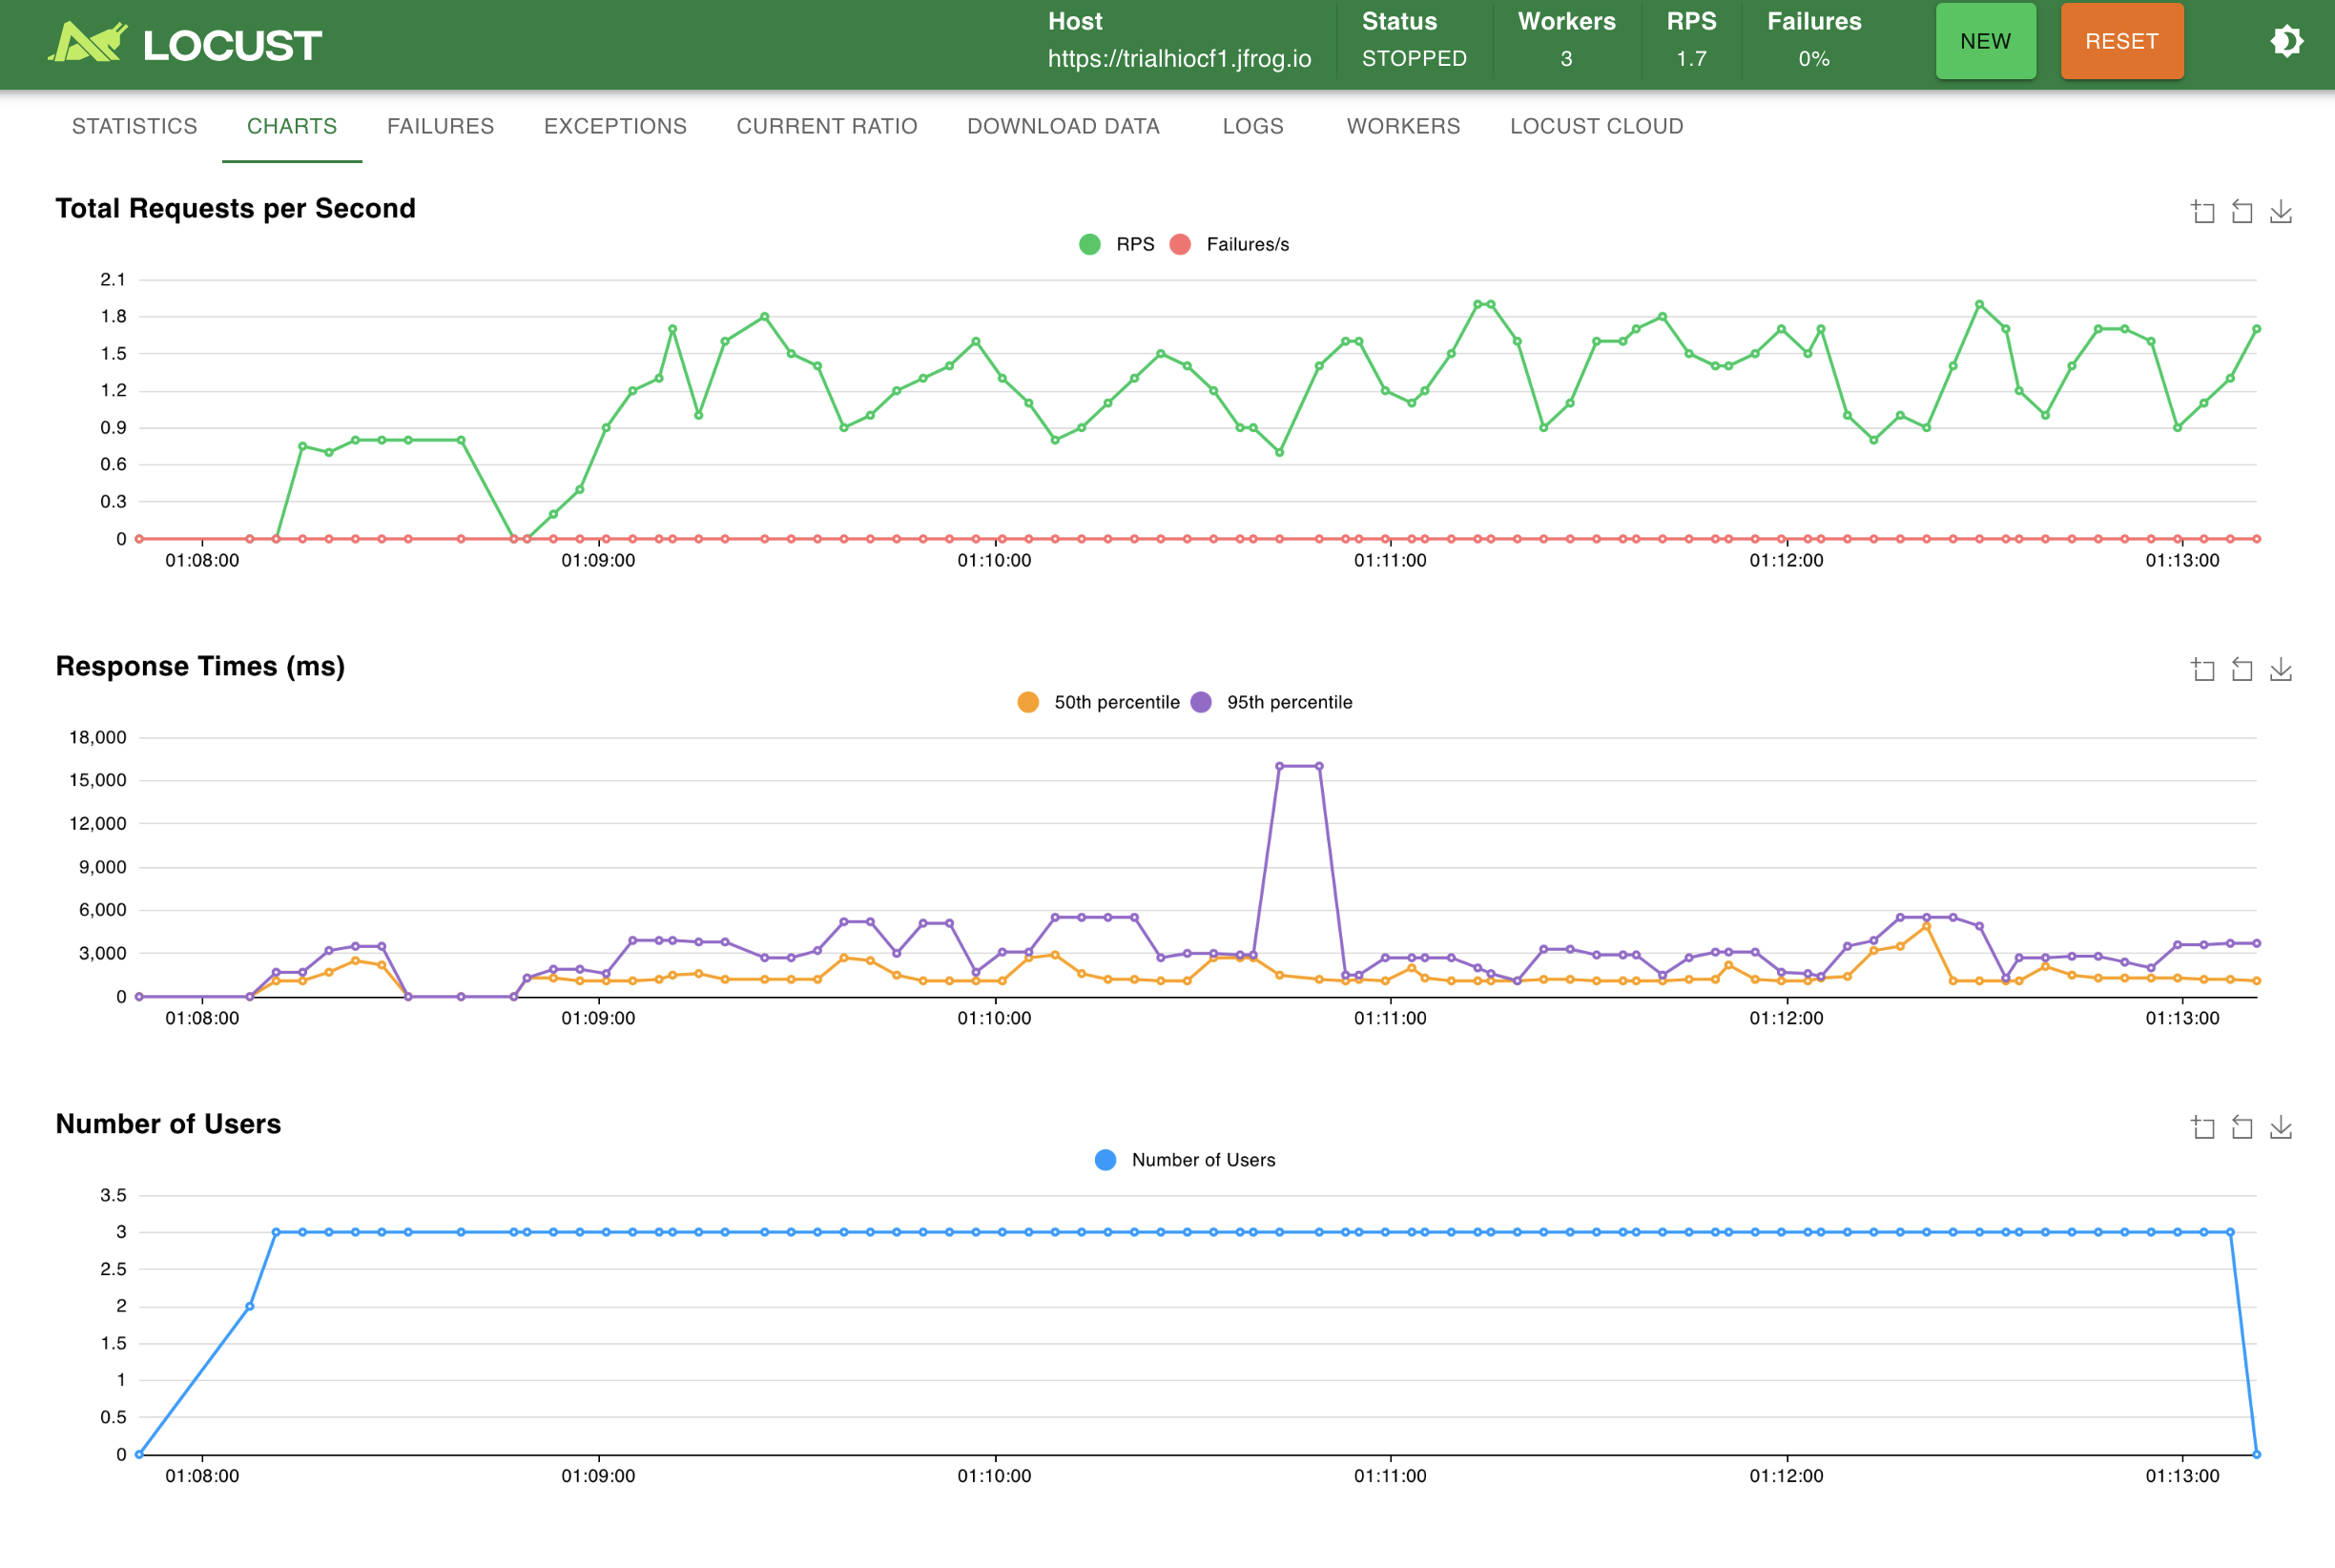 LOCUST
Host
https://trialhiocf1.jfrog.io
Status
STOPPED
Workers
3
RPS
1.7
Failures
0%
NEW
RESET
STATISTICS CHARTS FAILURES EXCEPTIONS CURRENT RATIO DOWNLOAD DATA LOGS WORKERS LOCUST CLOUD
Total Requests per Second
RPS Failures/s
2.1
1.8
1.5
1.2
0.9
0.6
0.3
0
01:08:00 01:09:00 01:10:00 01:11:00 01:12:00 01:13:00
Response Times (ms)
50th percentile 95th percentile
18,000
15,000
12,000
9,000
6,000
3,000
0
01:08:00 01:09:00 01:10:00 01:11:00 01:12:00 01:13:00
Number of Users
Number of Users
3.5
3
2.5
2
1.5
1
0.5
0
01:08:00 01:09:00 01:10:00 01:11:00 01:12:00 01:13:00